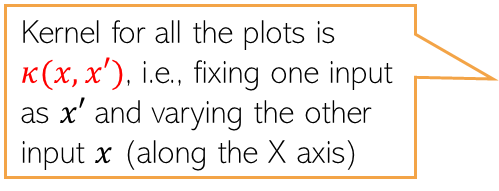 Kernel for all the plots is
κ(x, x′), i.e., fixing one input
as x′ and varying the other
input x (along the X axis)